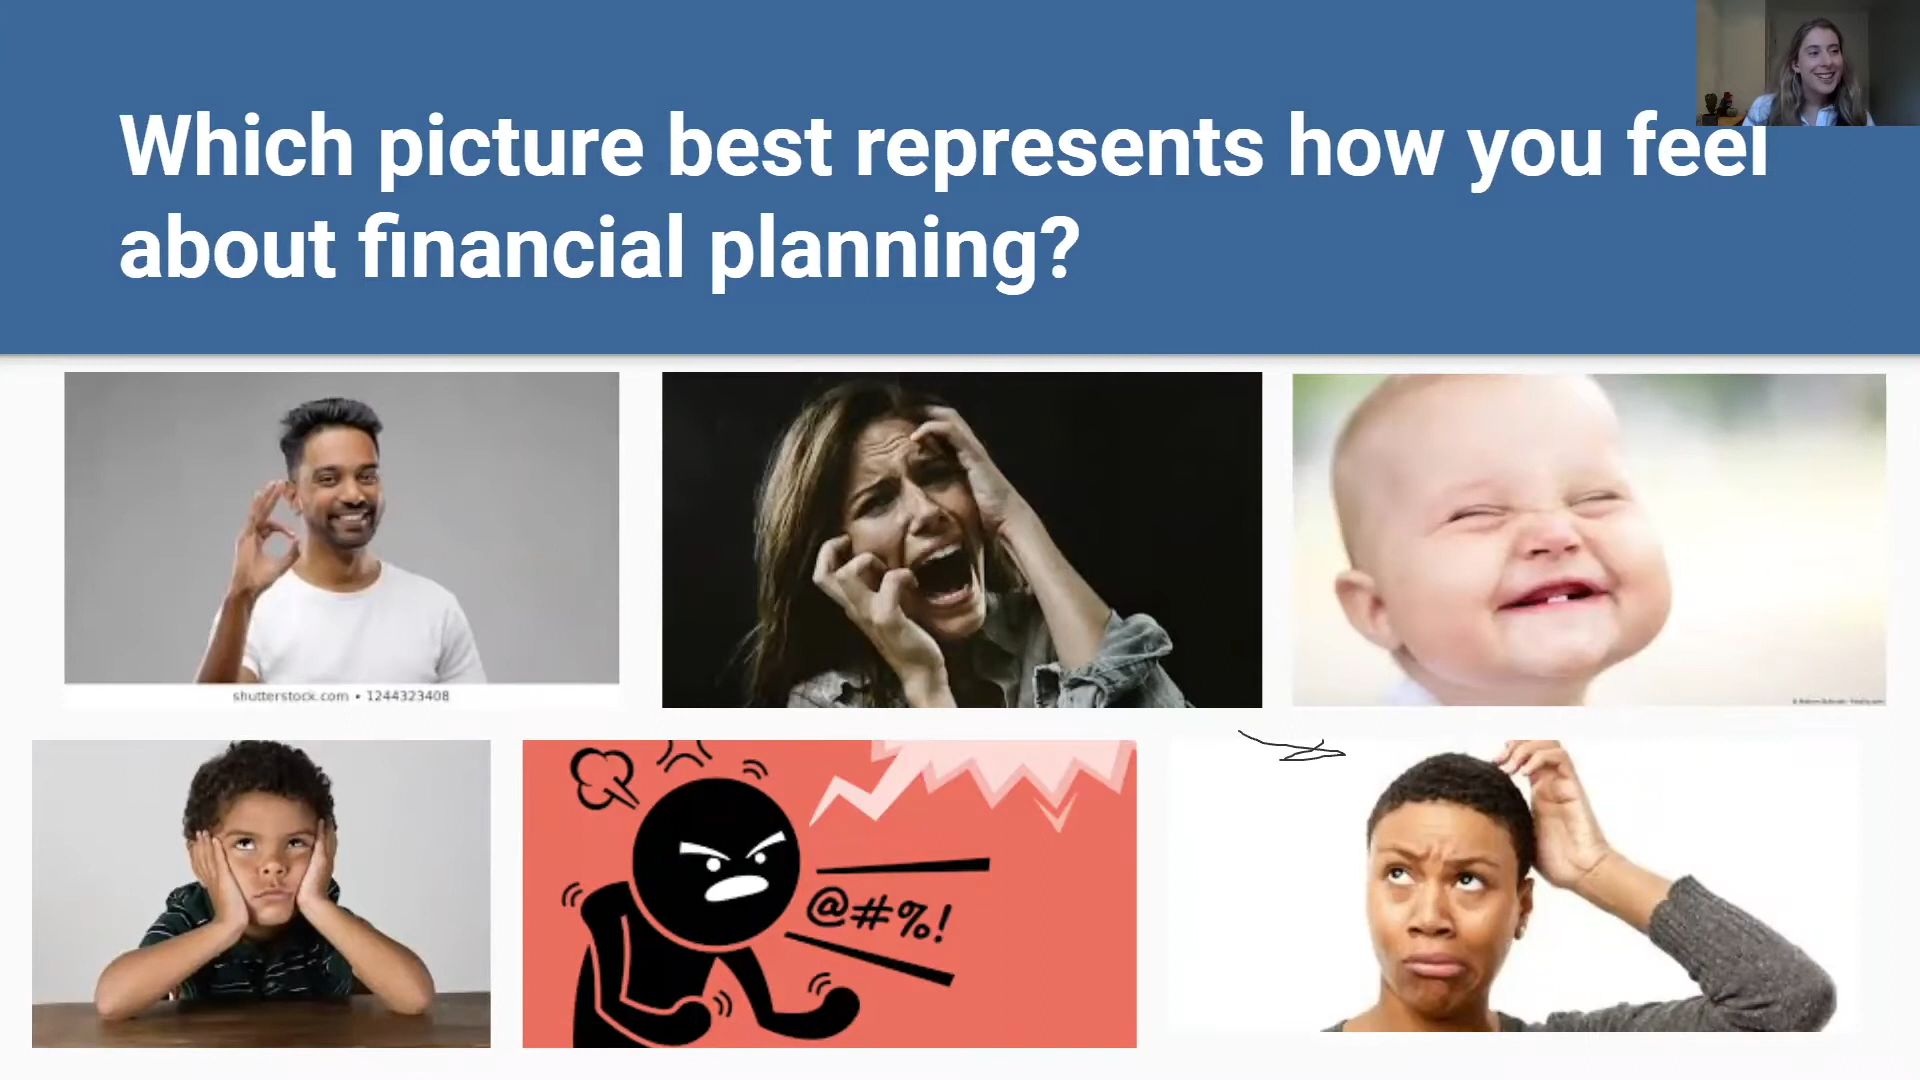 Which picture best represents how you feel
about financial planning?
shutterstock.com • 1244323408
@#%!